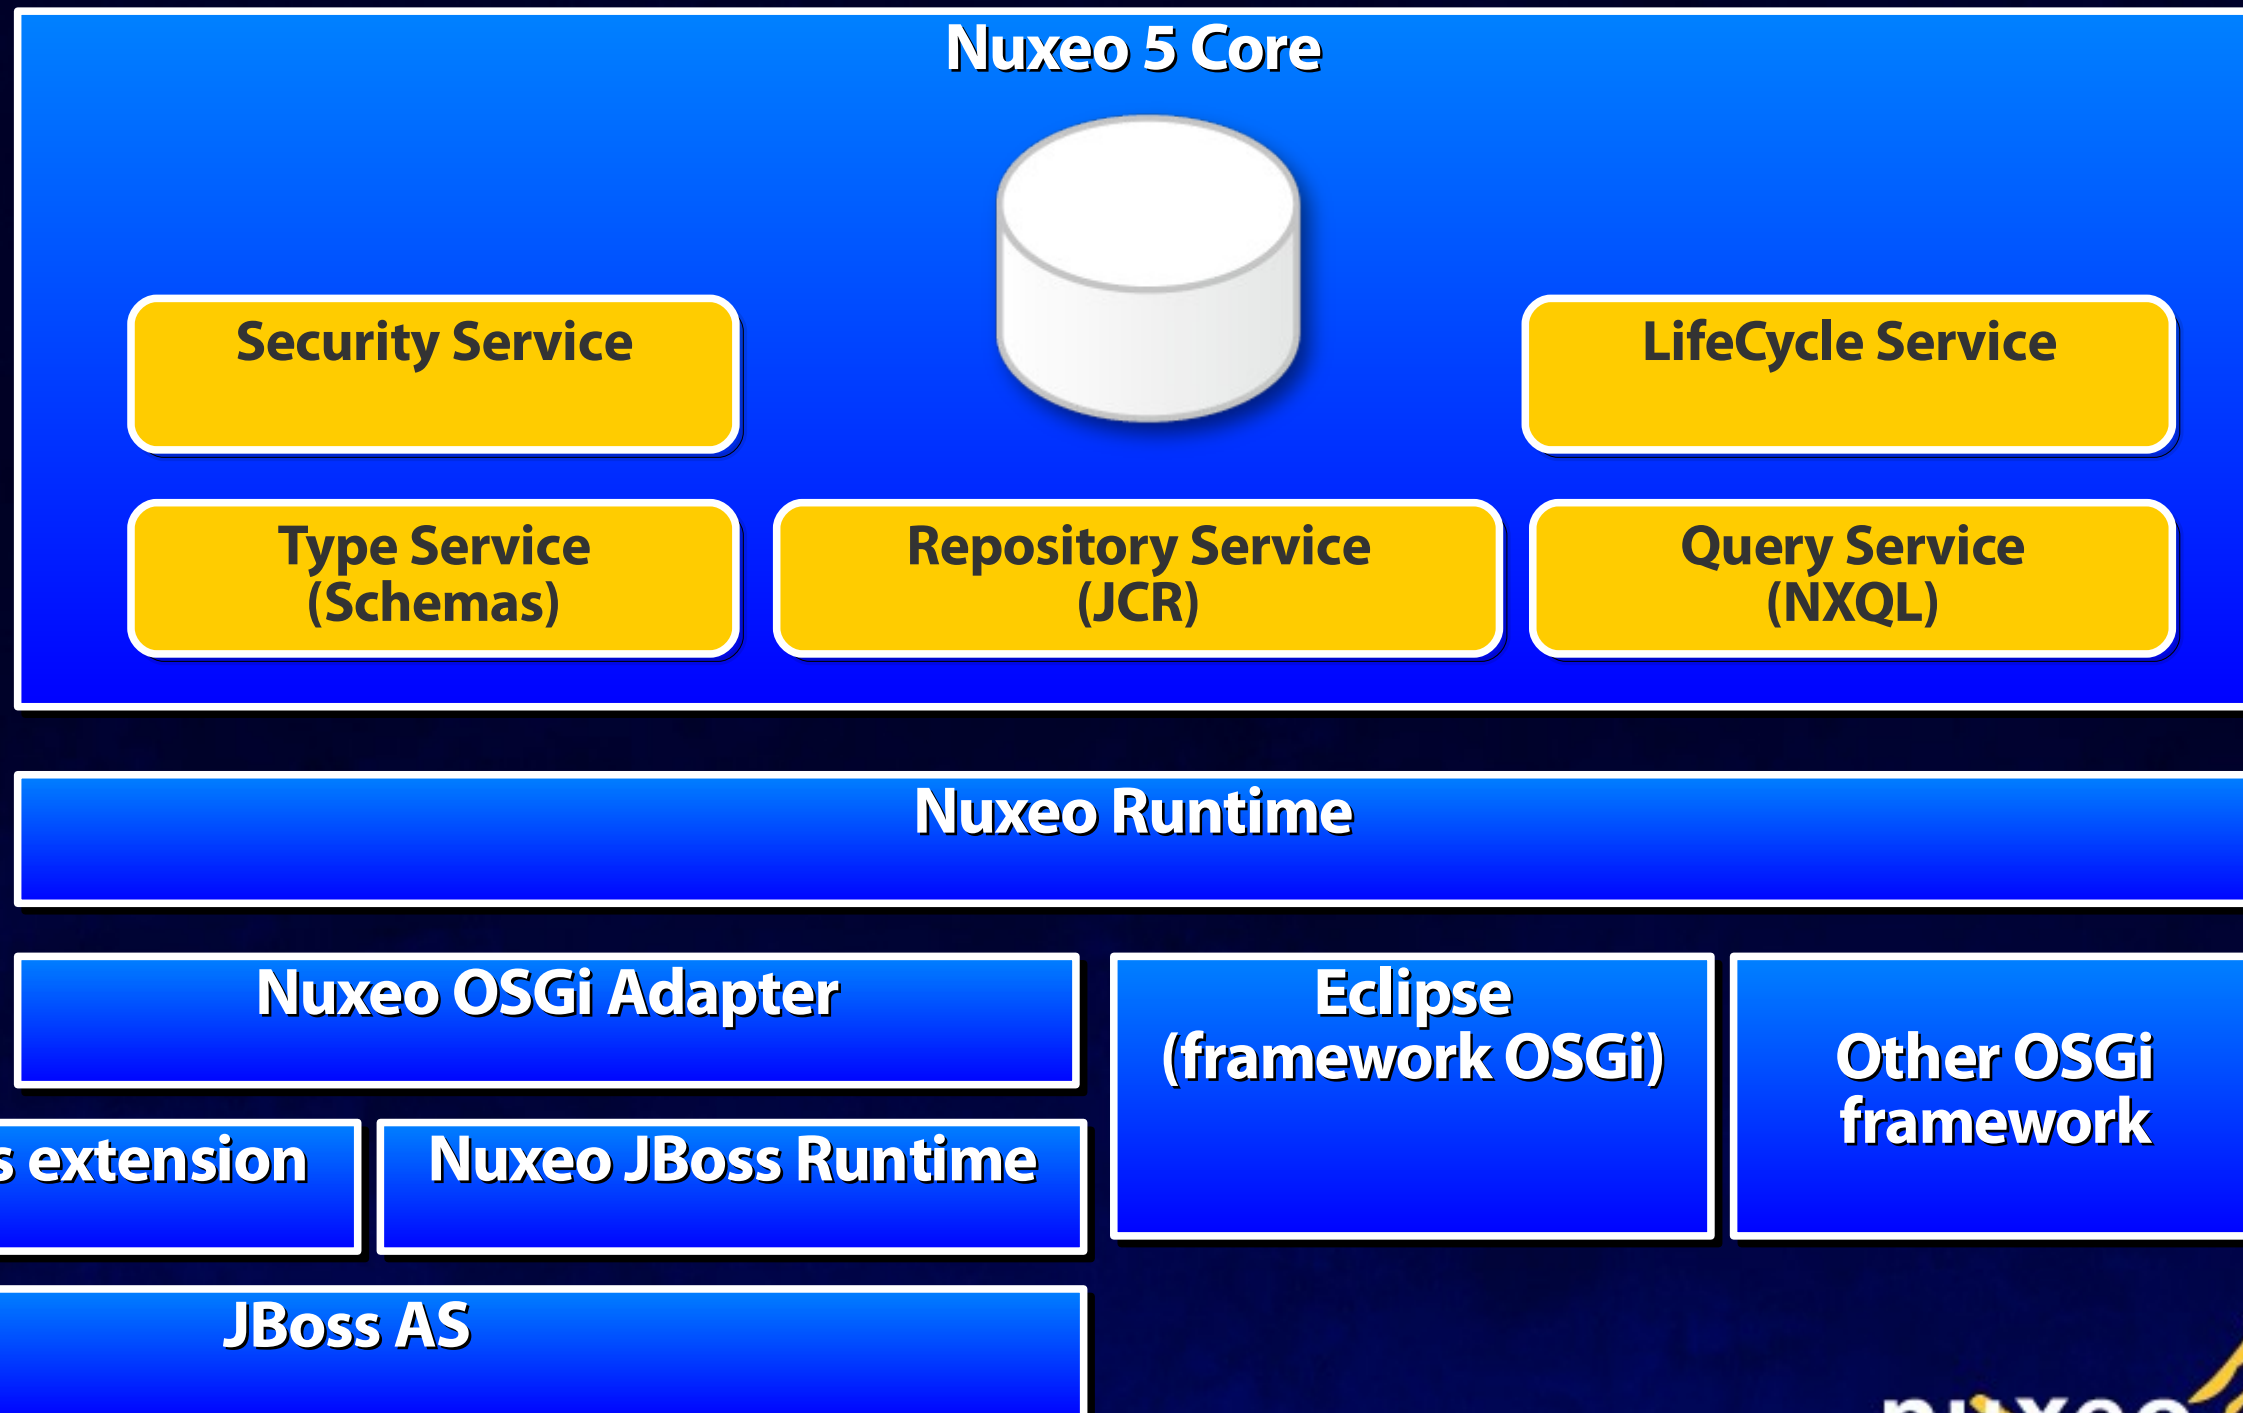 Nuxeo 5 Core
Security Service
LifeCycle Service
Type Service
(Schemas)
Repository Service
(JCR)
Query Service
(NXQL)
Nuxeo Runtime
Nuxeo OSGi Adapter
Eclipse
(framework OSGi)
Other OSGi
framework
s extension
Nuxeo JBoss Runtime
JBoss AS
nuxeo